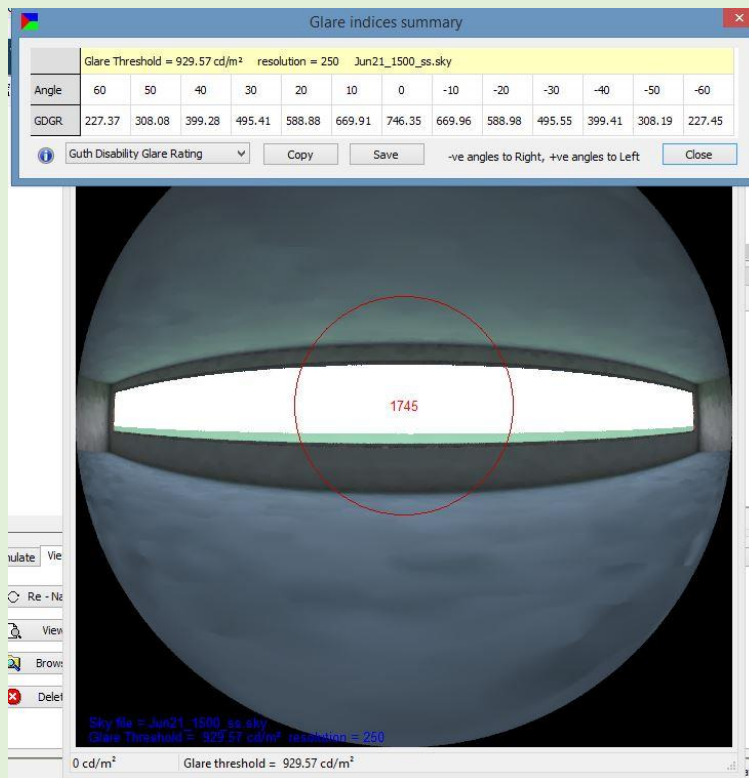 Glare indices summary
Glare Threshold = 929.57 cd/m² resolution = 250 Jun21_1500_ss.sky
Angle 60 50 40 30 20 10 0 -10 -20 -30 -40 -50 -60
GDGR 227.37 308.08 399.28 495.41 588.88 669.91 746.35 669.96 588.98 495.55 399.41 308.19 227.45
Guth Disability Glare Rating Copy Save -ve angles to Right, +ve angles to Left Close
1745
nulate Vie
Re - Na
View
Brows
Delet
Sky file = Jun21_1500_ss.sky
Glare Threshold = 929.57 cd/m² resolution = 250
0 cd/m² Glare threshold = 929.57 cd/m²